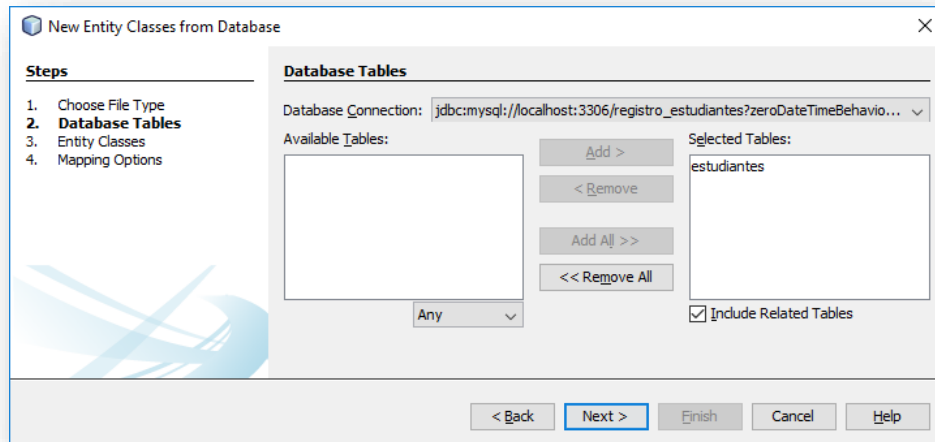 New Entity Classes from Database
Steps
1. Choose File Type
2. Database Tables
3. Entity Classes
4. Mapping Options
Database Tables
Database Connection: jdbc:mysql://localhost:3306/registro_estudiantes?zeroDateTimeBehavio...
Available Tables:
Any
Add >
< Remove
Add All >>
<< Remove All
Selected Tables:
estudiantes
Include Related Tables
< Back
Next >
Finish
Cancel
Help